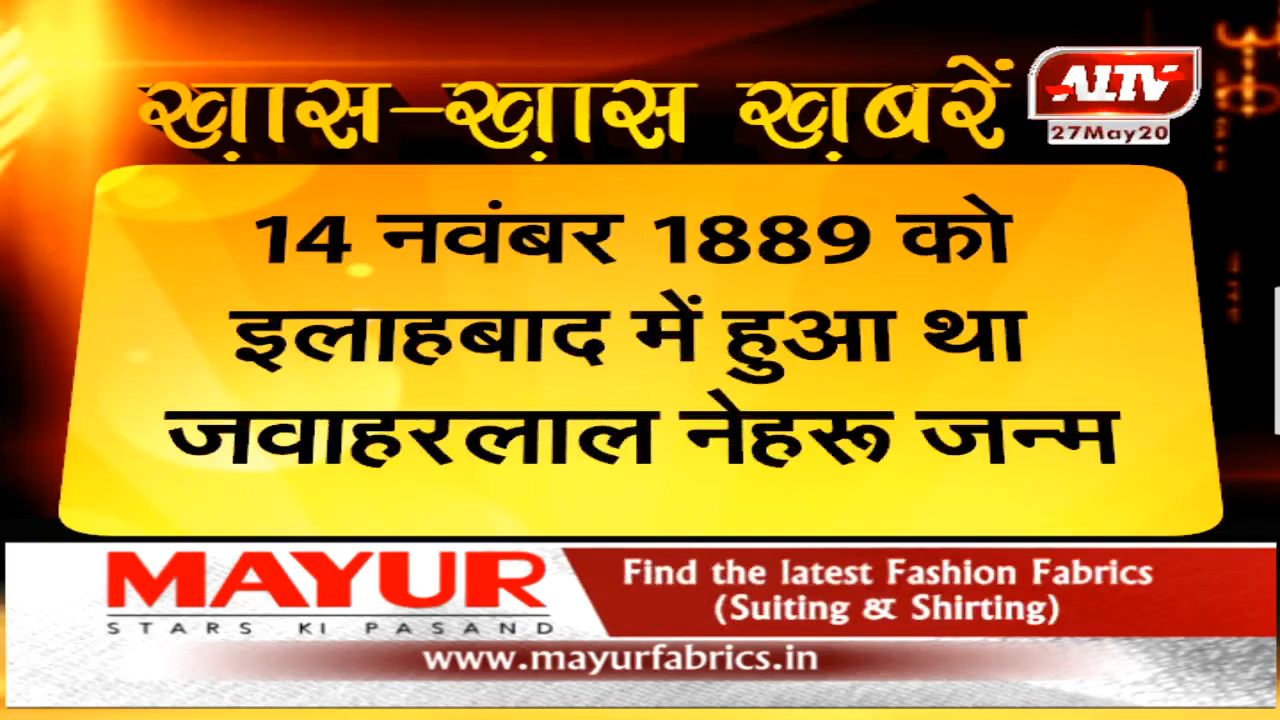 ख़ास-ख़ास ख़बरें
A1TV
27May20
14 नवंबर 1889 को
इलाहबाद में हुआ था
जवाहरलाल नेहरू जन्म
MAYUR
STARS KI PASAND
Find the latest Fashion Fabrics
(Suiting & Shirting)
www.mayurfabrics.in